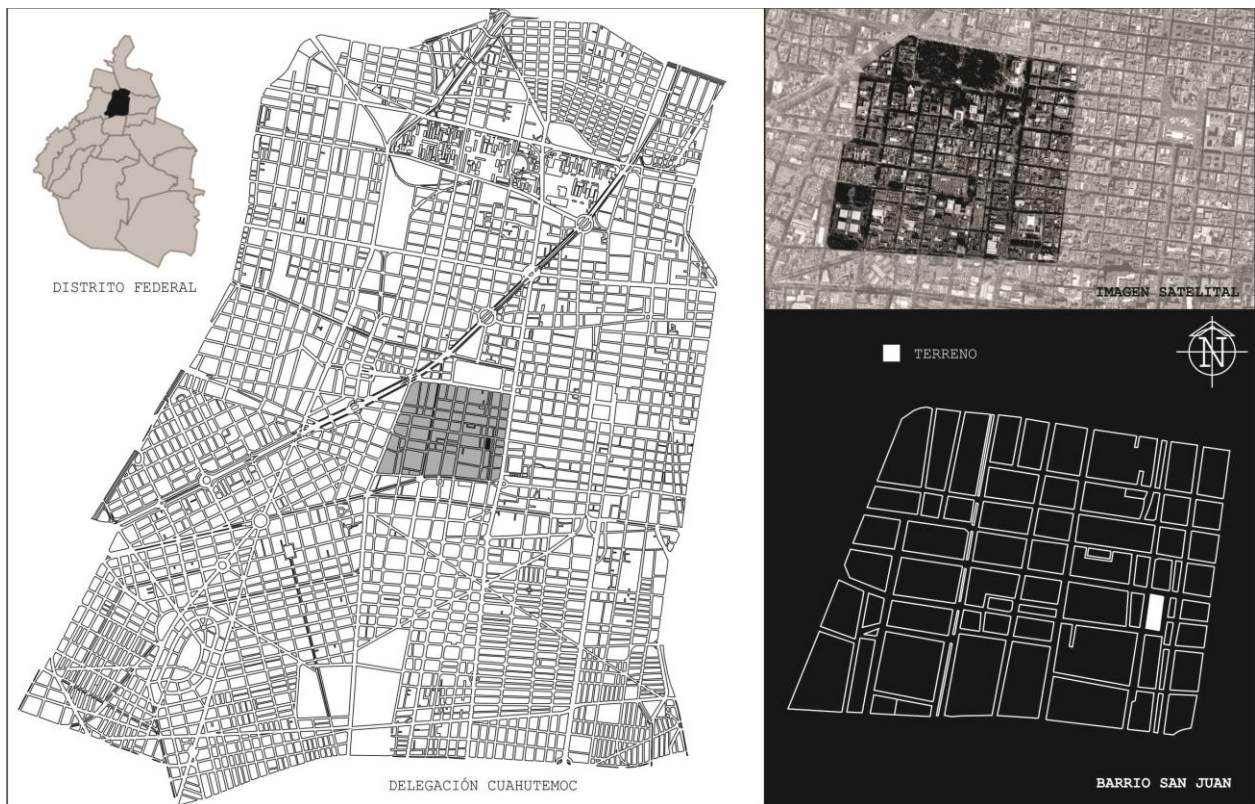 DISTRITO FEDERAL
DELEGACIÓN CUAHUTEMOC
IMAGEN SATELITAL
TERRENO
N
BARRIO SAN JUAN